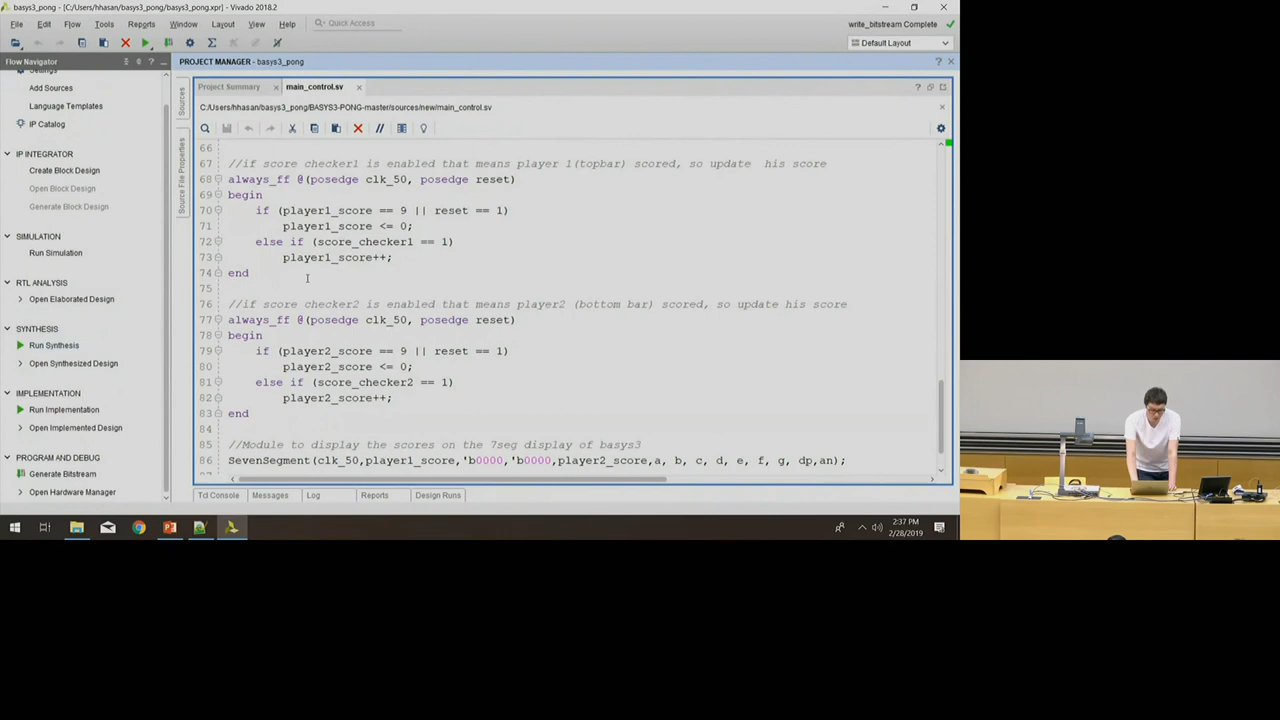 basys3_pong - [C:/Users/hhasan/basys3_pong/basys3_pong.xpr] - Vivado 2018.2
File Edit Flow Tools Reports Window Layout View Help Quick Access
write_bitstream Complete
Default Layout
Flow Navigator
PROJECT MANAGER - basys3_pong
Settings
Add Sources
Language Templates
IP Catalog
IP INTEGRATOR
Create Block Design
Open Block Design
Generate Block Design
SIMULATION
Run Simulation
RTL ANALYSIS
Open Elaborated Design
SYNTHESIS
Run Synthesis
Open Synthesized Design
IMPLEMENTATION
Run Implementation
Open Implemented Design
PROGRAM AND DEBUG
Generate Bitstream
Open Hardware Manager
Sources
Source File Properties
Project Summary
main_control.sv
C:/Users/hhasan/basys3_pong/BASYS3-PONG-master/sources/new/main_control.sv
66
67 //if score checker1 is enabled that means player 1(topbar) scored, so update  his score
68 always_ff @(posedge clk_50, posedge reset)
69 begin
70 if (player1_score == 9 || reset == 1)
71 player1_score <= 0;
72 else if (score_checker1 == 1)
73 player1_score++;
74 end
75
76 //if score checker2 is enabled that means player2 (bottom bar) scored, so update his score
77 always_ff @(posedge clk_50, posedge reset)
78 begin
79 if (player2_score == 9 || reset == 1)
80 player2_score <= 0;
81 else if (score_checker2 == 1)
82 player2_score++;
83 end
84
85 //Module to display the scores on the 7seg display of basys3
86 SevenSegment(clk_50,player1_score,'b0000,'b0000,player2_score,a, b, c, d, e, f, g, dp,an);
Tcl Console Messages Log Reports Design Runs
2:37 PM
2/28/2019